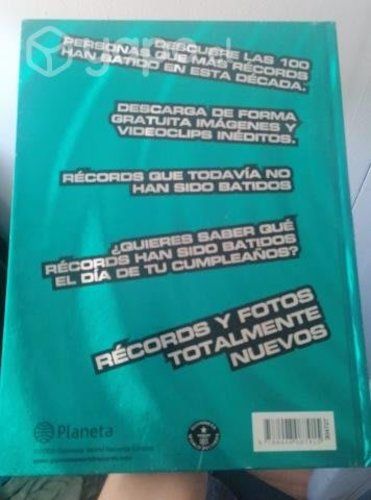 yapo.cl
DESCUBRE LAS 100
PERSONAS QUE MÁS RÉCORDS
HAN BATIDO EN ESTA DÉCADA.
DESCARGA DE FORMA
GRATUITA IMÁGENES Y
VIDEOCLIPS INÉDITOS.
RÉCORDS QUE TODAVÍA NO
HAN SIDO BATIDOS
¿QUIERES SABER QUÉ
RÉCORDS HAN SIDO BATIDOS
EL DÍA DE TU CUMPLEAÑOS?
RÉCORDS Y FOTOS
TOTALMENTE
NUEVOS
Planeta